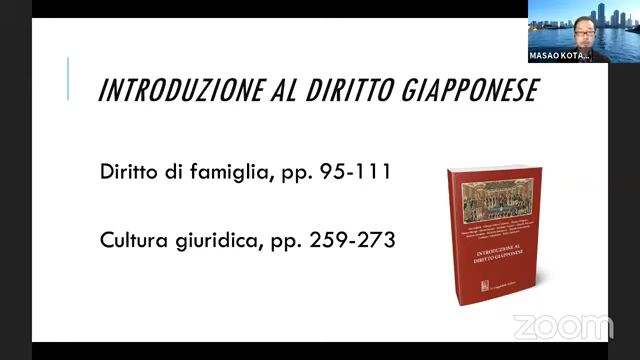 MASAO KOTA...
INTRODUZIONE AL DIRITTO GIAPPONESE
Diritto di famiglia, pp. 95-111
Cultura giuridica, pp. 259-273
INTRODUZIONE AL
DIRITTO GIAPPONESE
zoom